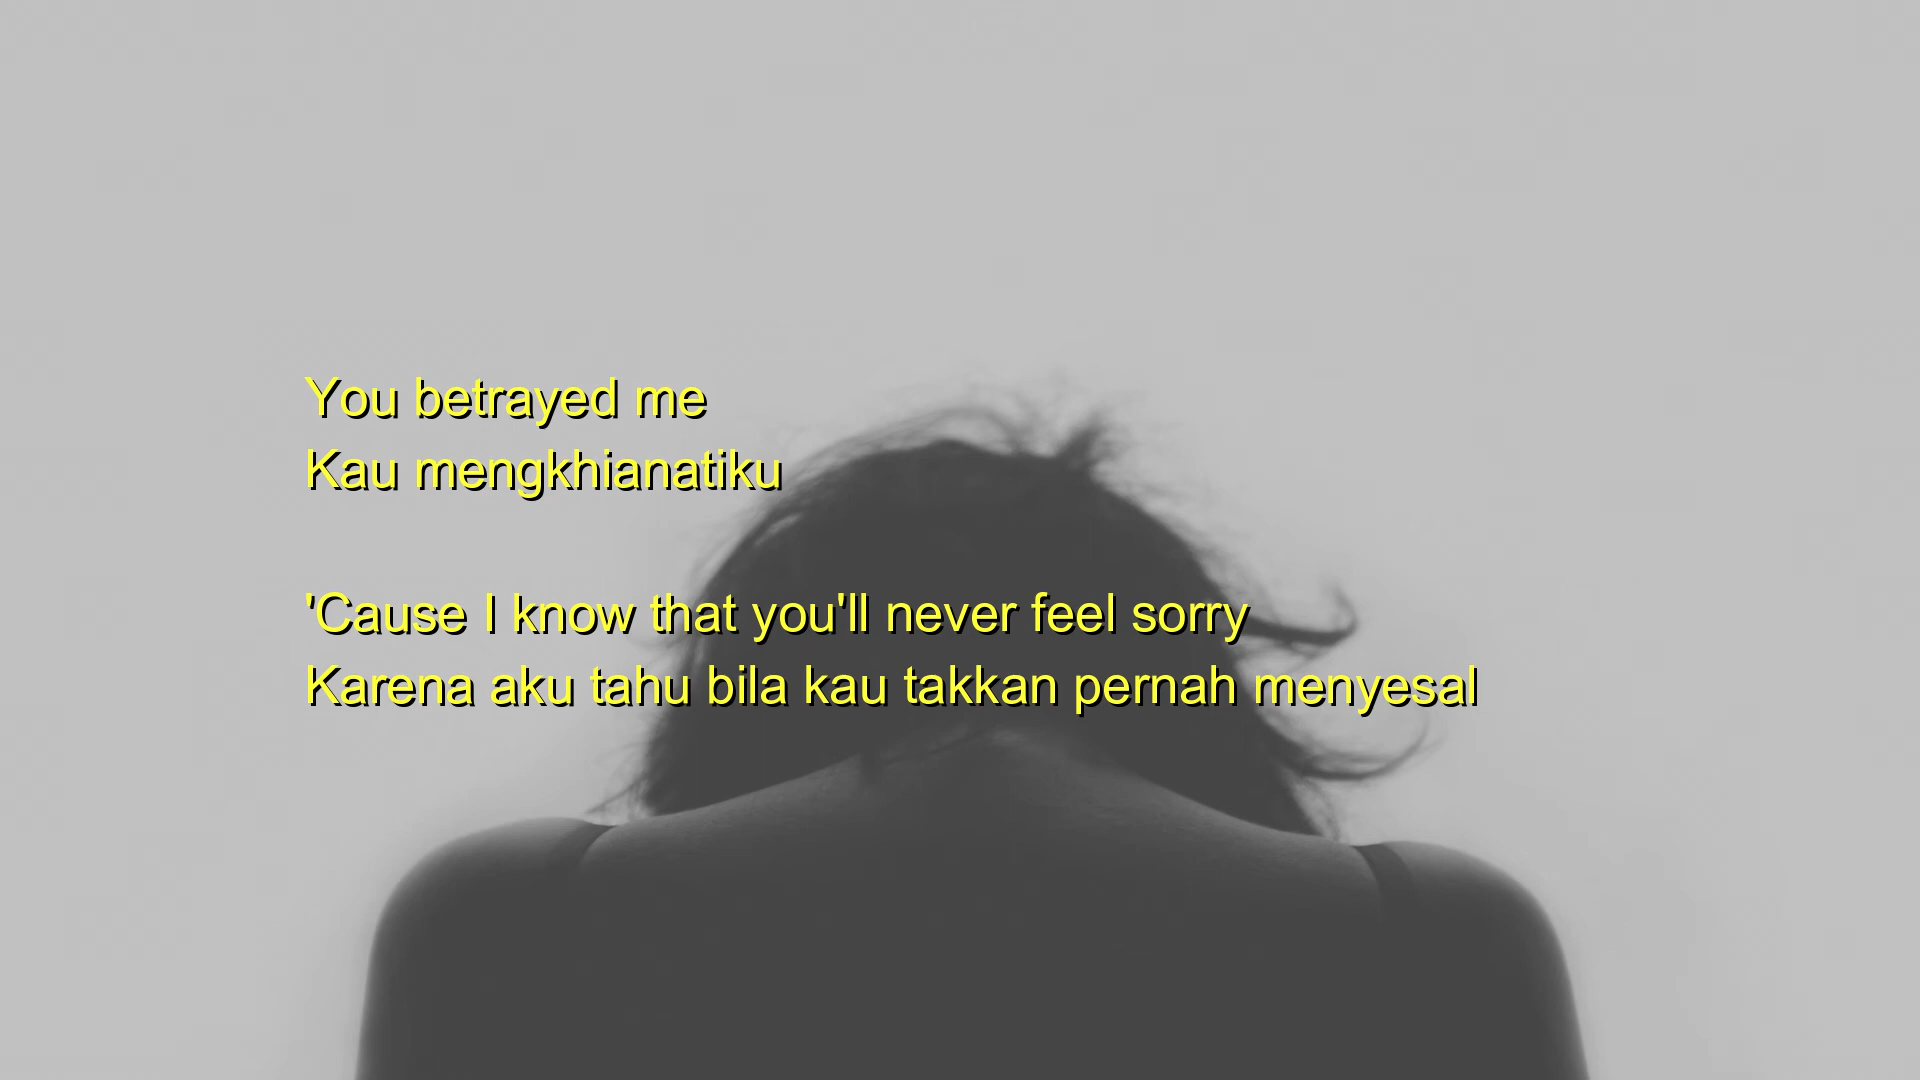 You betrayed me
Kau mengkhianatiku
'Cause I know that you'll never feel sorry
Karena aku tahu bila kau takkan pernah menyesal